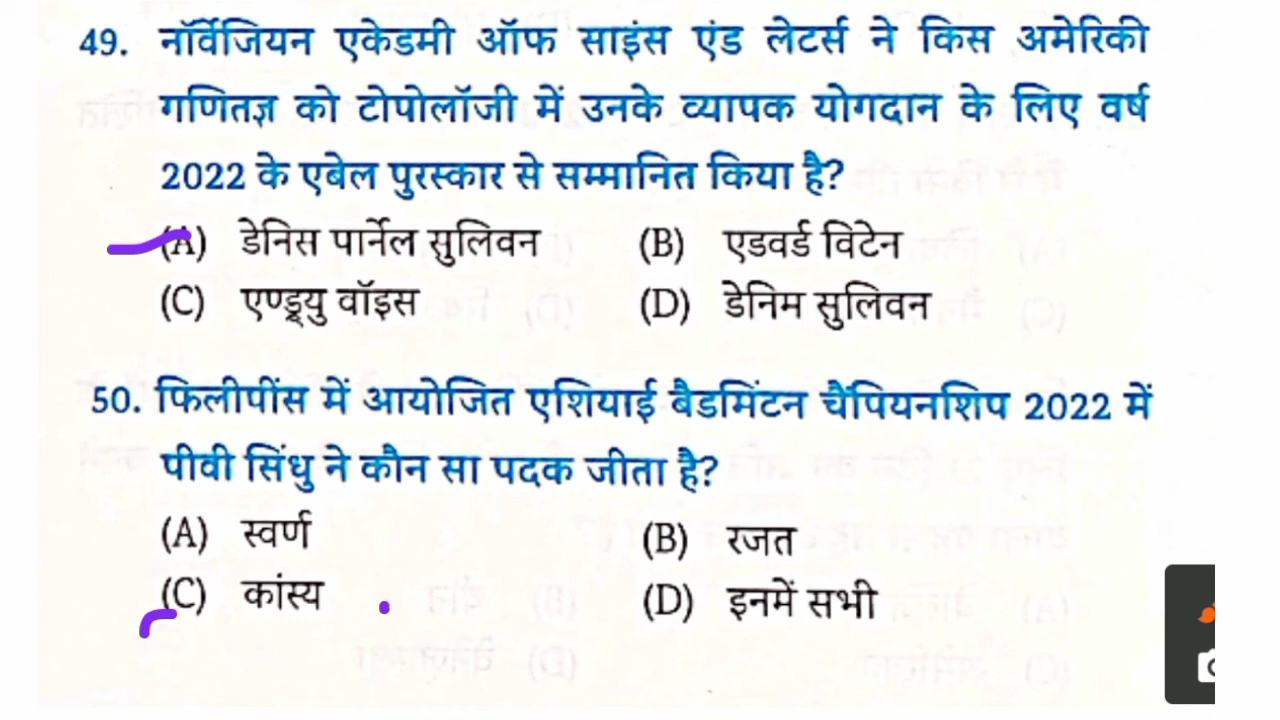 49. नॉर्वेजियन एकेडमी ऑफ साइंस एंड लेटर्स ने किस अमेरिकी
गणितज्ञ को टोपोलॉजी में उनके व्यापक योगदान के लिए वर्ष
2022 के एबेल पुरस्कार से सम्मानित किया है?
(A) डेनिस पार्नेल सुलिवन (B) एडवर्ड विटेन
(C) एण्ड्र्यु वॉइस (D) डेनिम सुलिवन
50. फिलीपींस में आयोजित एशियाई बैडमिंटन चैंपियनशिप 2022 में
पीवी सिंधु ने कौन सा पदक जीता है?
(A) स्वर्ण (B) रजत
(C) कांस्य (D) इनमें सभी